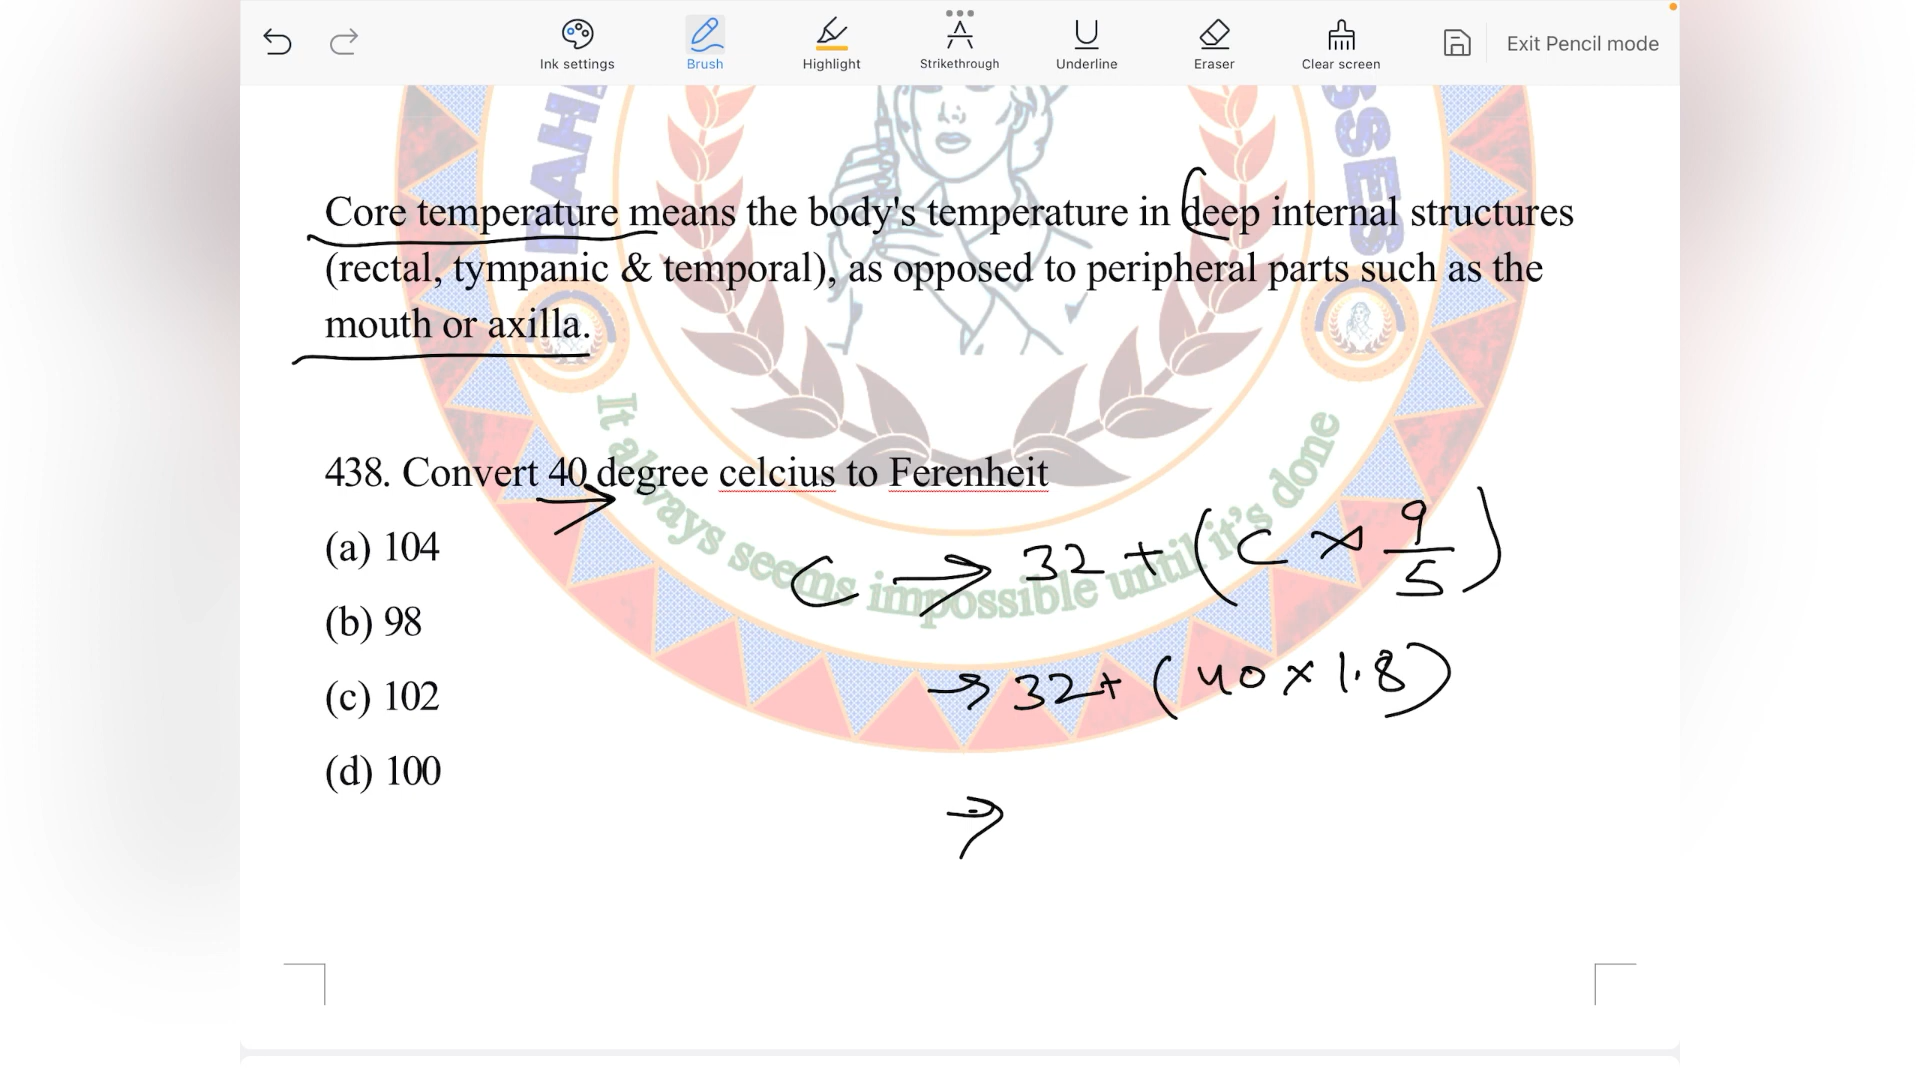 Ink settings Brush Highlight Strikethrough Underline Eraser Clear screen Exit Pencil mode
SSES
Core temperature means the body's temperature in deep internal structures
(rectal, tympanic & temporal), as opposed to peripheral parts such as the
mouth or axilla.
It always seems impossible until it's done
438. Convert 40 degree celcius to Ferenheit
(a) 104
C → 32 + (C × 9/5)
(b) 98
→ 32 + (40 × 1.8)
(c) 102
(d) 100
→